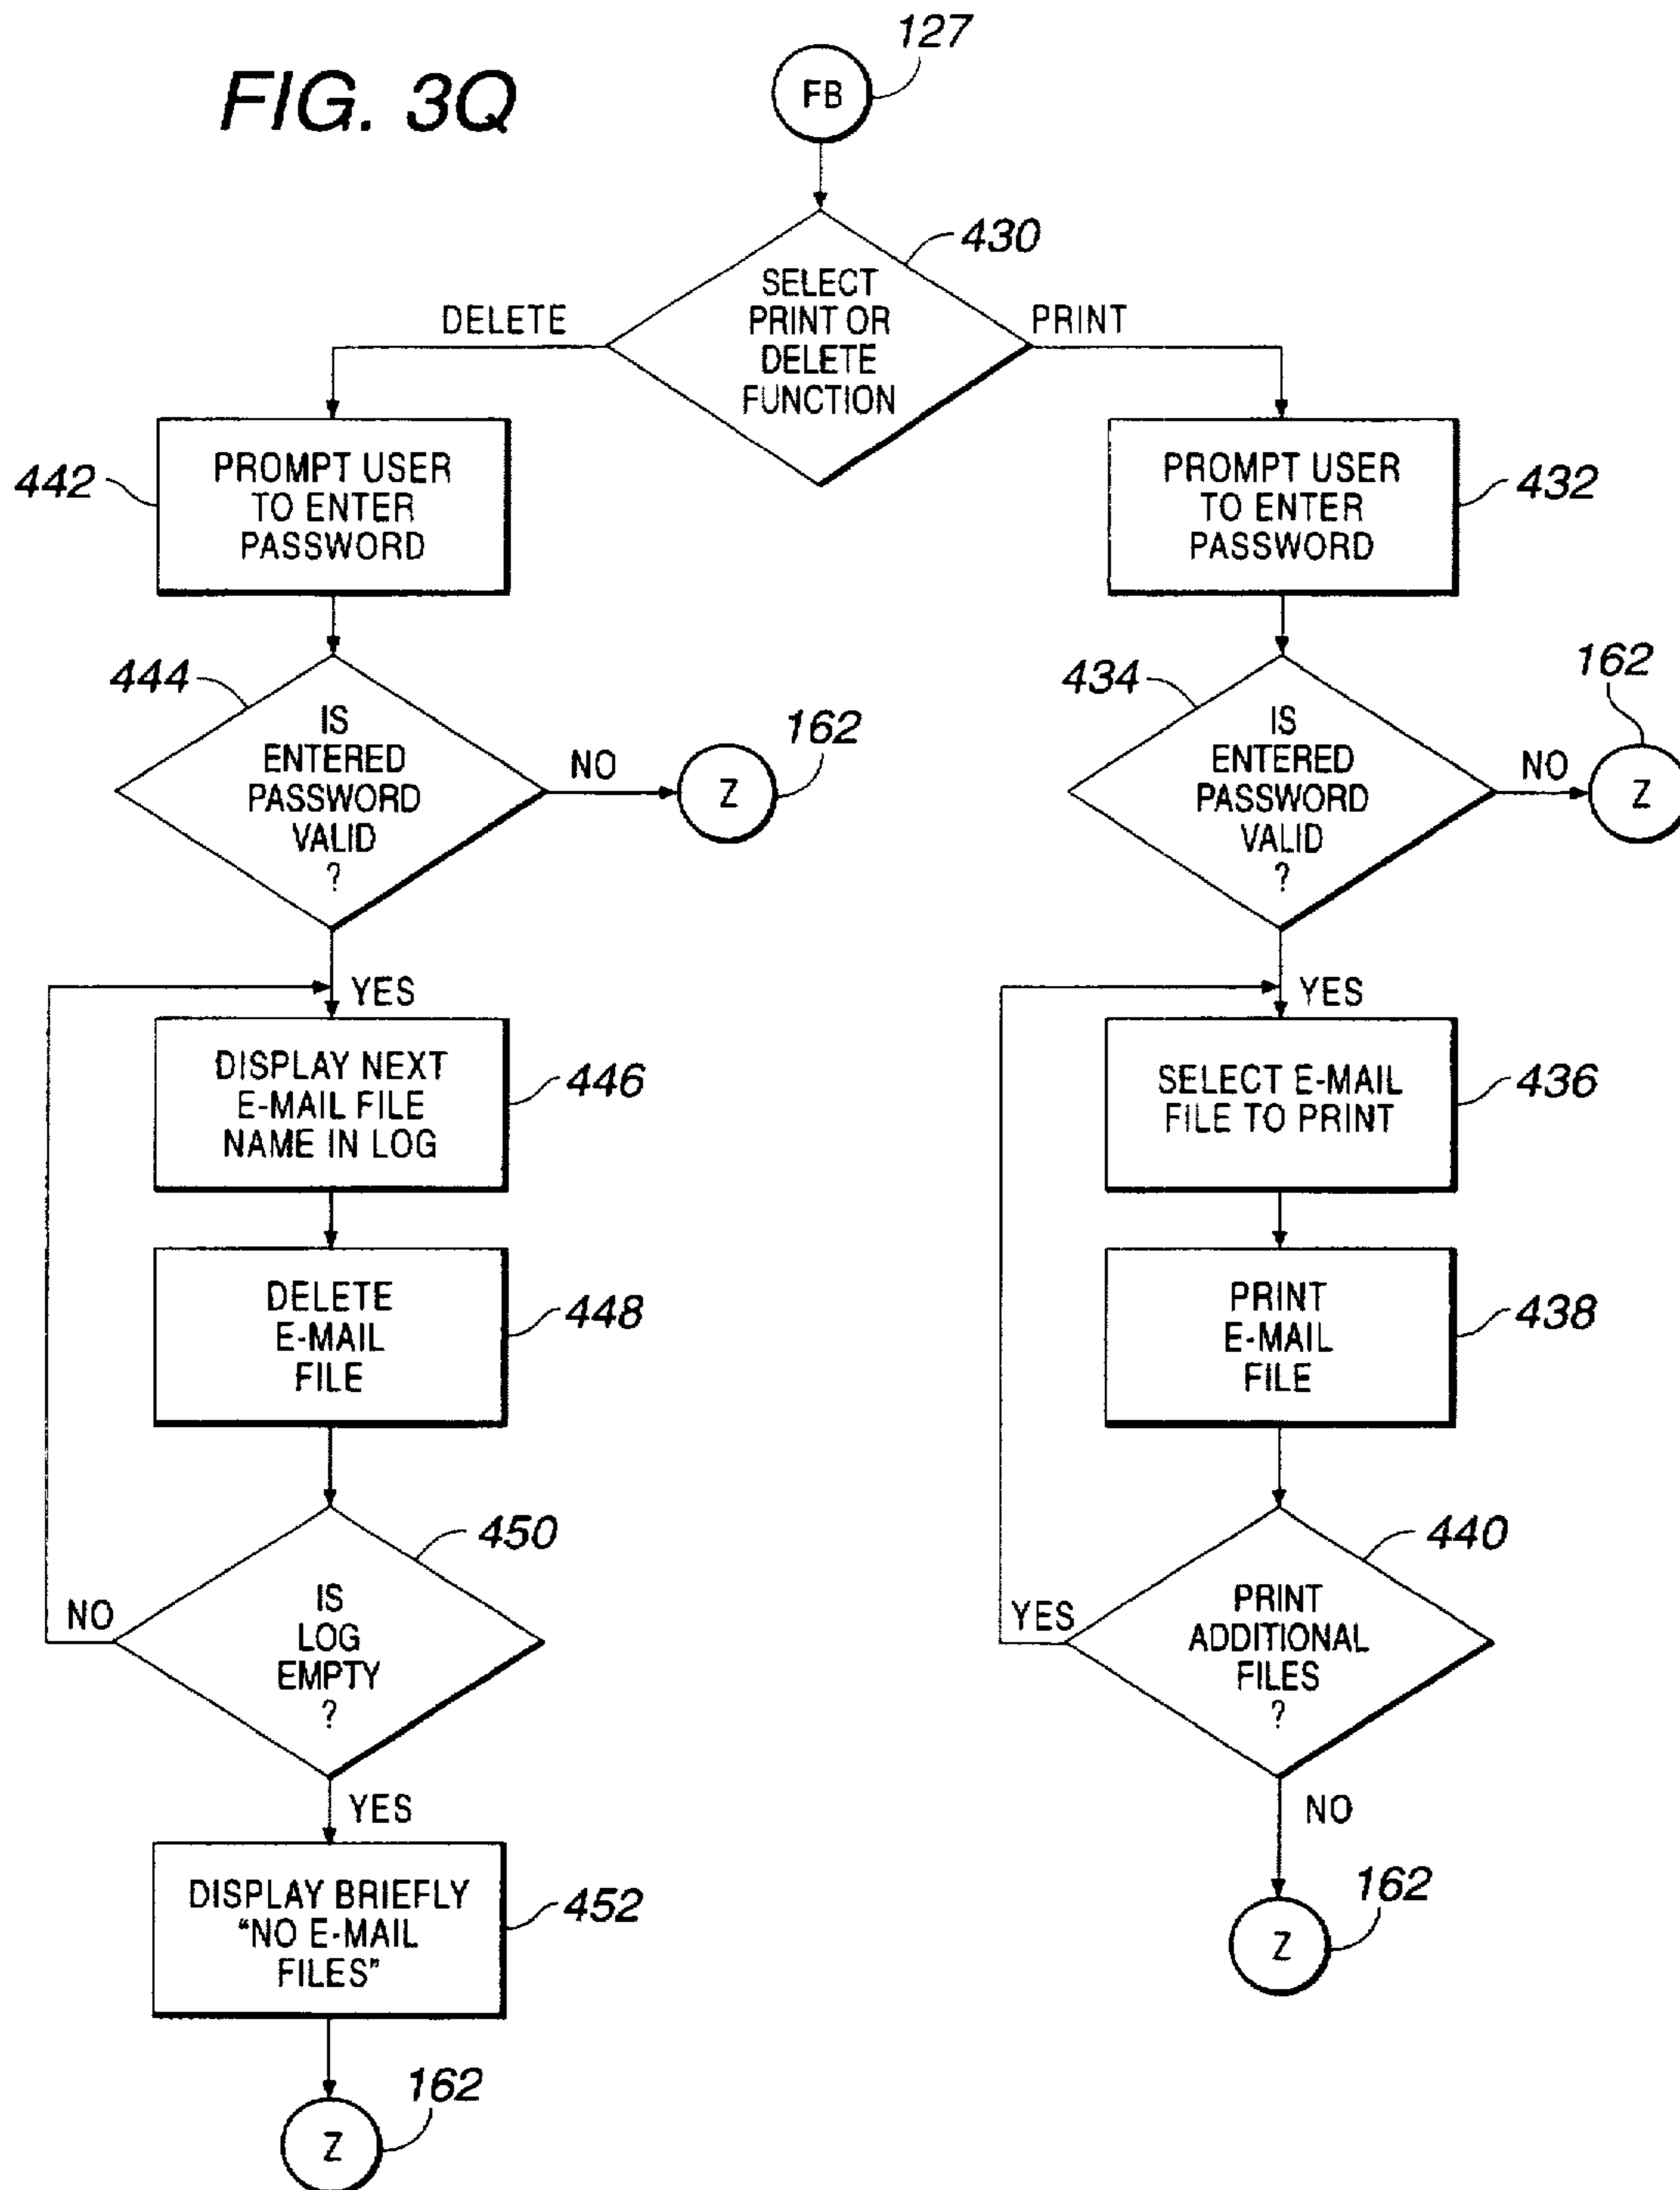 FIG. 3Q
127
FB
430
SELECT
PRINT OR
DELETE
FUNCTION
DELETE
PRINT
442
PROMPT USER
TO ENTER
PASSWORD
PROMPT USER
TO ENTER
PASSWORD
432
444
IS
ENTERED
PASSWORD
VALID
?
NO
162
Z
434
IS
ENTERED
PASSWORD
VALID
?
NO
162
Z
YES
DISPLAY NEXT
E-MAIL FILE
NAME IN LOG
446
YES
SELECT E-MAIL
FILE TO PRINT
436
DELETE
E-MAIL
FILE
448
PRINT
E-MAIL
FILE
438
450
IS
LOG
EMPTY
?
NO
440
PRINT
ADDITIONAL
FILES
?
YES
YES
DISPLAY BRIEFLY
"NO E-MAIL
FILES"
452
NO
162
Z
162
Z